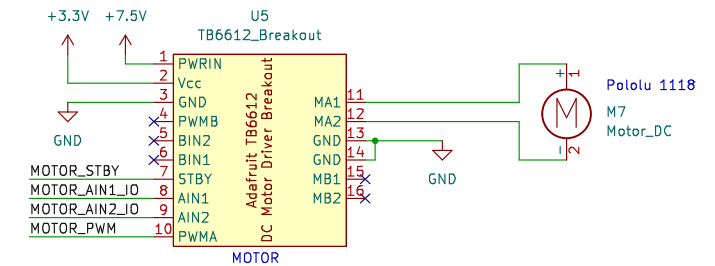 +3.3V +7.5V
U5
TB6612_Breakout
1 PWRIN
2 Vcc
3 GND
4 PWMB
5 BIN2
6 BIN1
7 STBY
8 AIN1
9 AIN2
10 PWMA
GND
MOTOR_STBY
MOTOR_AIN1_IO
MOTOR_AIN2_IO
MOTOR_PWM
Adafruit TB6612
DC Motor Driver Breakout
MA1 11
MA2 12
GND 13
GND 14
MB1 15
MB2 16
MOTOR
GND
+ 1
M
- 2
Pololu 1118
M7
Motor_DC